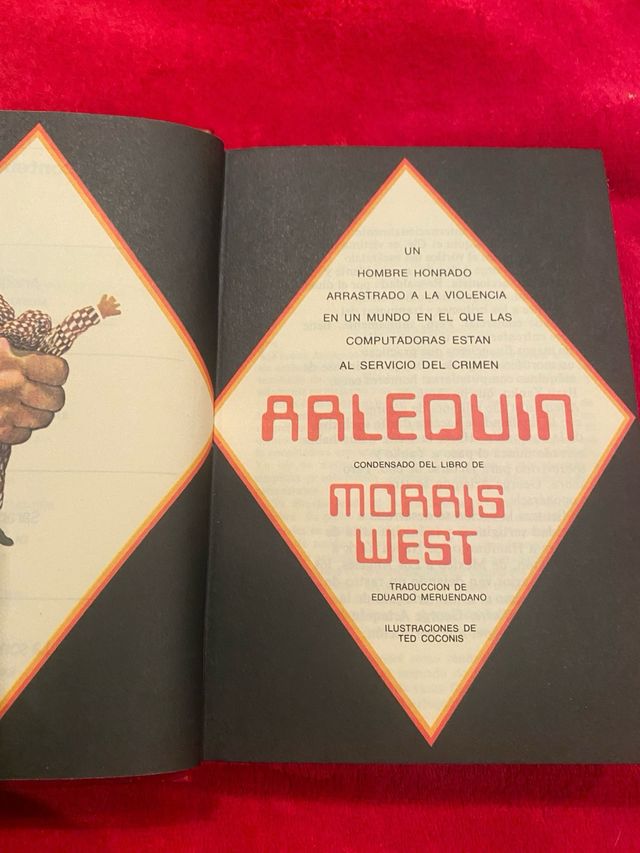 UN
HOMBRE HONRADO
ARRASTRADO A LA VIOLENCIA
EN UN MUNDO EN EL QUE LAS
COMPUTADORAS ESTAN
AL SERVICIO DEL CRIMEN
ARLEQUIN
CONDENSADO DEL LIBRO DE
MORRIS
WEST
TRADUCCION DE
EDUARDO MERUENDANO
ILUSTRACIONES DE
TED COCONIS